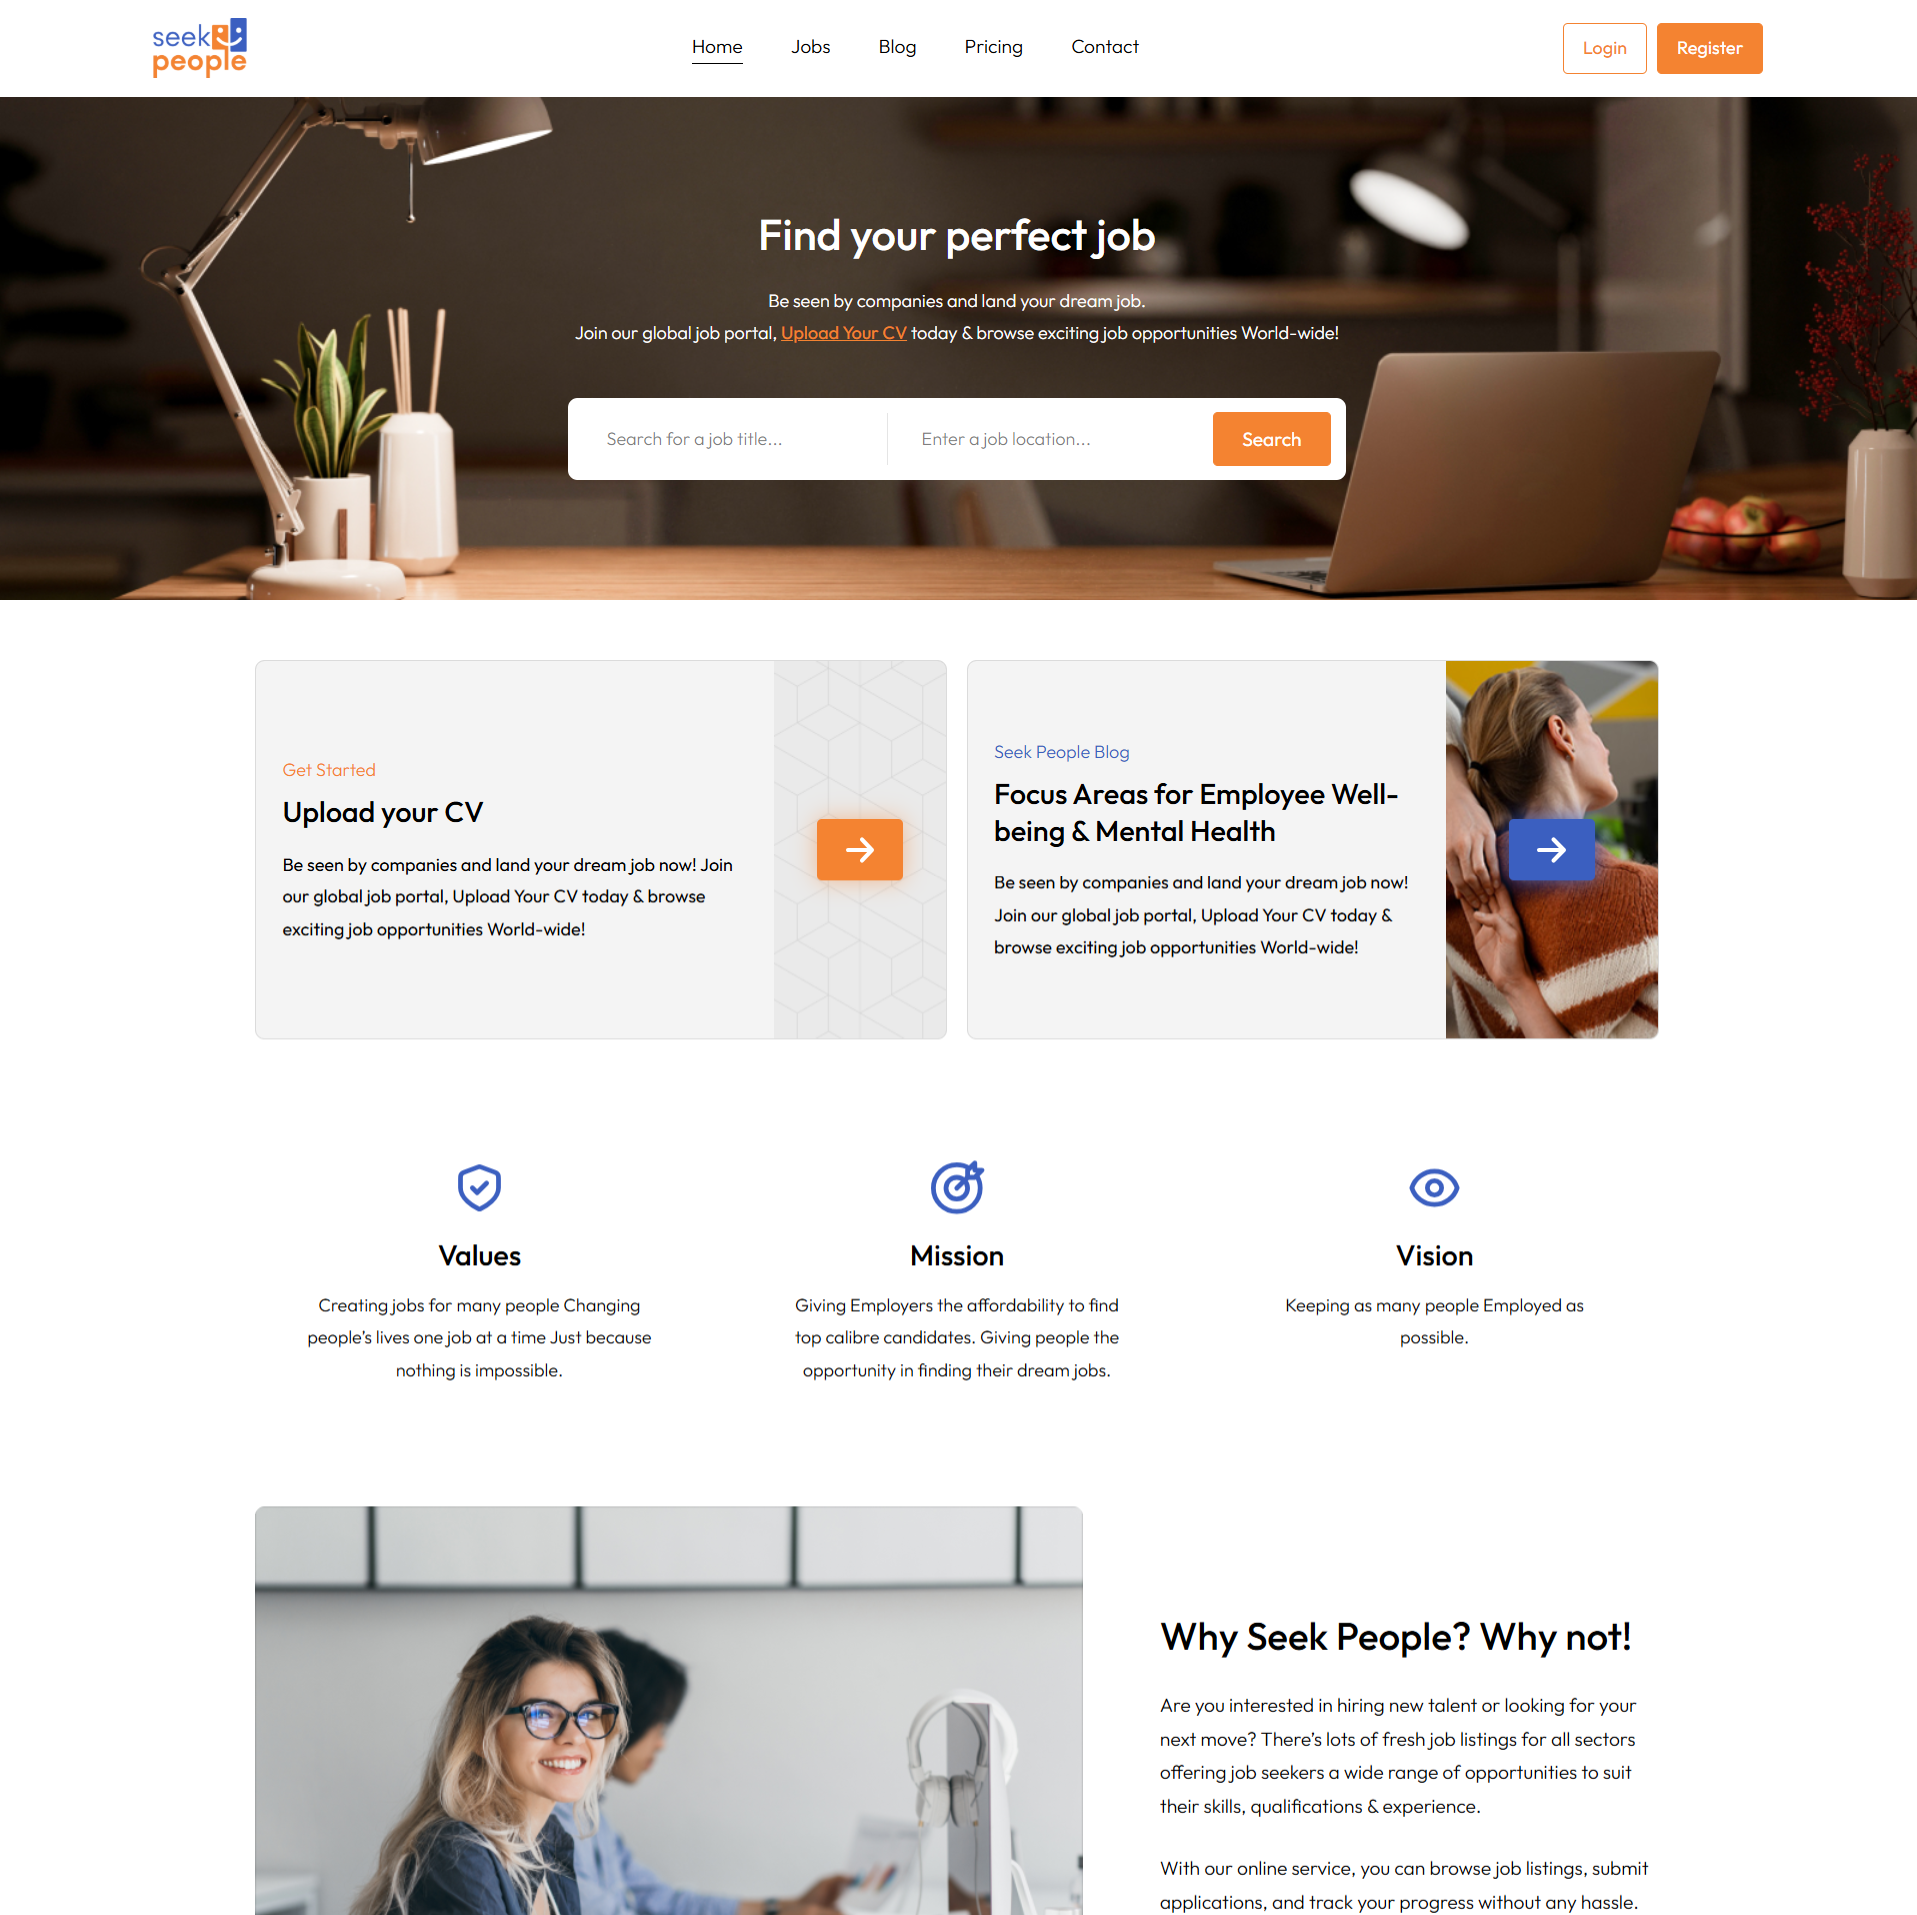 seek
people
Home
Jobs
Blog
Pricing
Contact
Login
Register
Find your perfect job
Be seen by companies and land your dream job.
Join our global job portal, Upload Your CV today & browse exciting job opportunities World-wide!
Search for a job title...
Enter a job location...
Search
Get Started
Upload your CV
Be seen by companies and land your dream job now! Join
our global job portal, Upload Your CV today & browse
exciting job opportunities World-wide!
Seek People Blog
Focus Areas for Employee Well-
being & Mental Health
Be seen by companies and land your dream job now!
Join our global job portal, Upload Your CV today &
browse exciting job opportunities World-wide!
Values
Creating jobs for many people Changing
people's lives one job at a time Just because
nothing is impossible.
Mission
Giving Employers the affordability to find
top calibre candidates. Giving people the
opportunity in finding their dream jobs.
Vision
Keeping as many people Employed as
possible.
Why Seek People? Why not!
Are you interested in hiring new talent or looking for your
next move? There's lots of fresh job listings for all sectors
offering job seekers a wide range of opportunities to suit
their skills, qualifications & experience.
With our online service, you can browse job listings, submit
applications, and track your progress without any hassle.